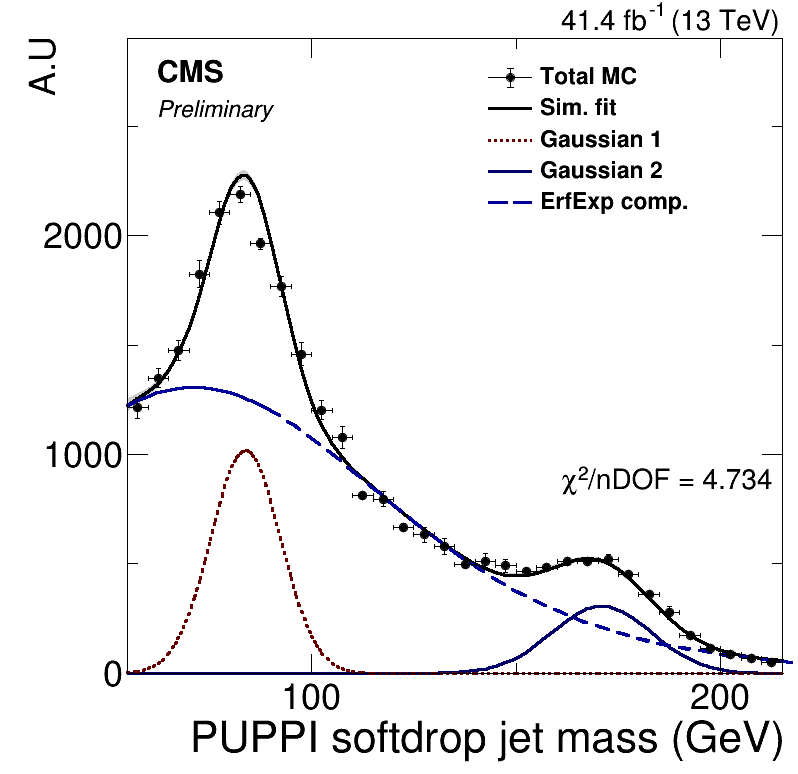 41.4 fb⁻¹ (13 TeV)
A.U
CMS
Preliminary
Total MC
Sim. fit
Gaussian 1
Gaussian 2
ErfExp comp.
2000
1000
χ²/nDOF = 4.734
0
100
200
PUPPI softdrop jet mass (GeV)